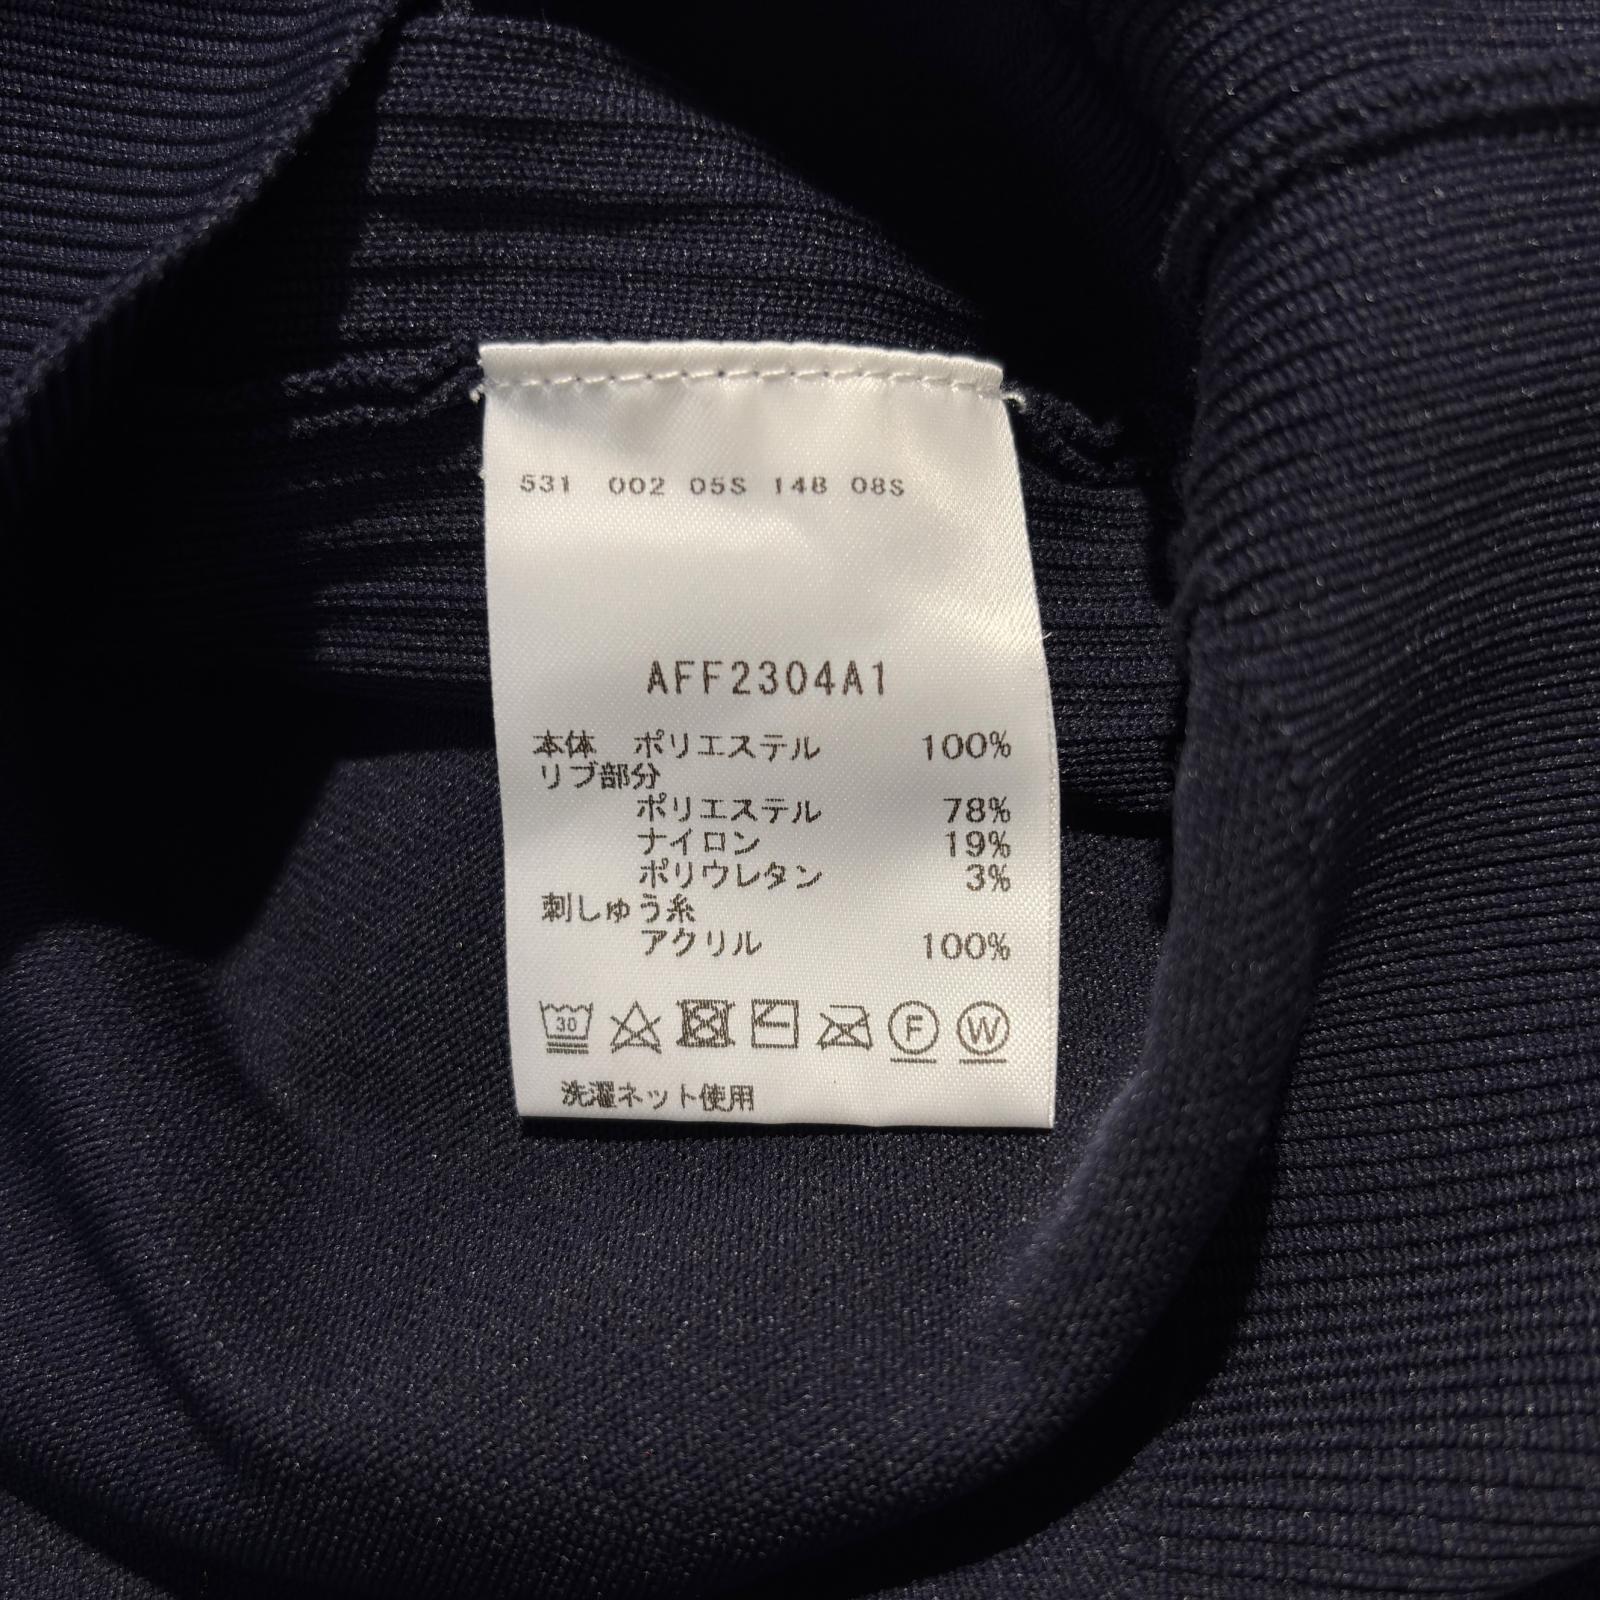 531 002 05S 148 08S
AFF2304A1
本体 ポリエステル 100%
リブ部分
ポリエステル 78%
ナイロン 19%
ポリウレタン 3%
刺しゅう糸
アクリル 100%
30 F W
洗濯ネット使用